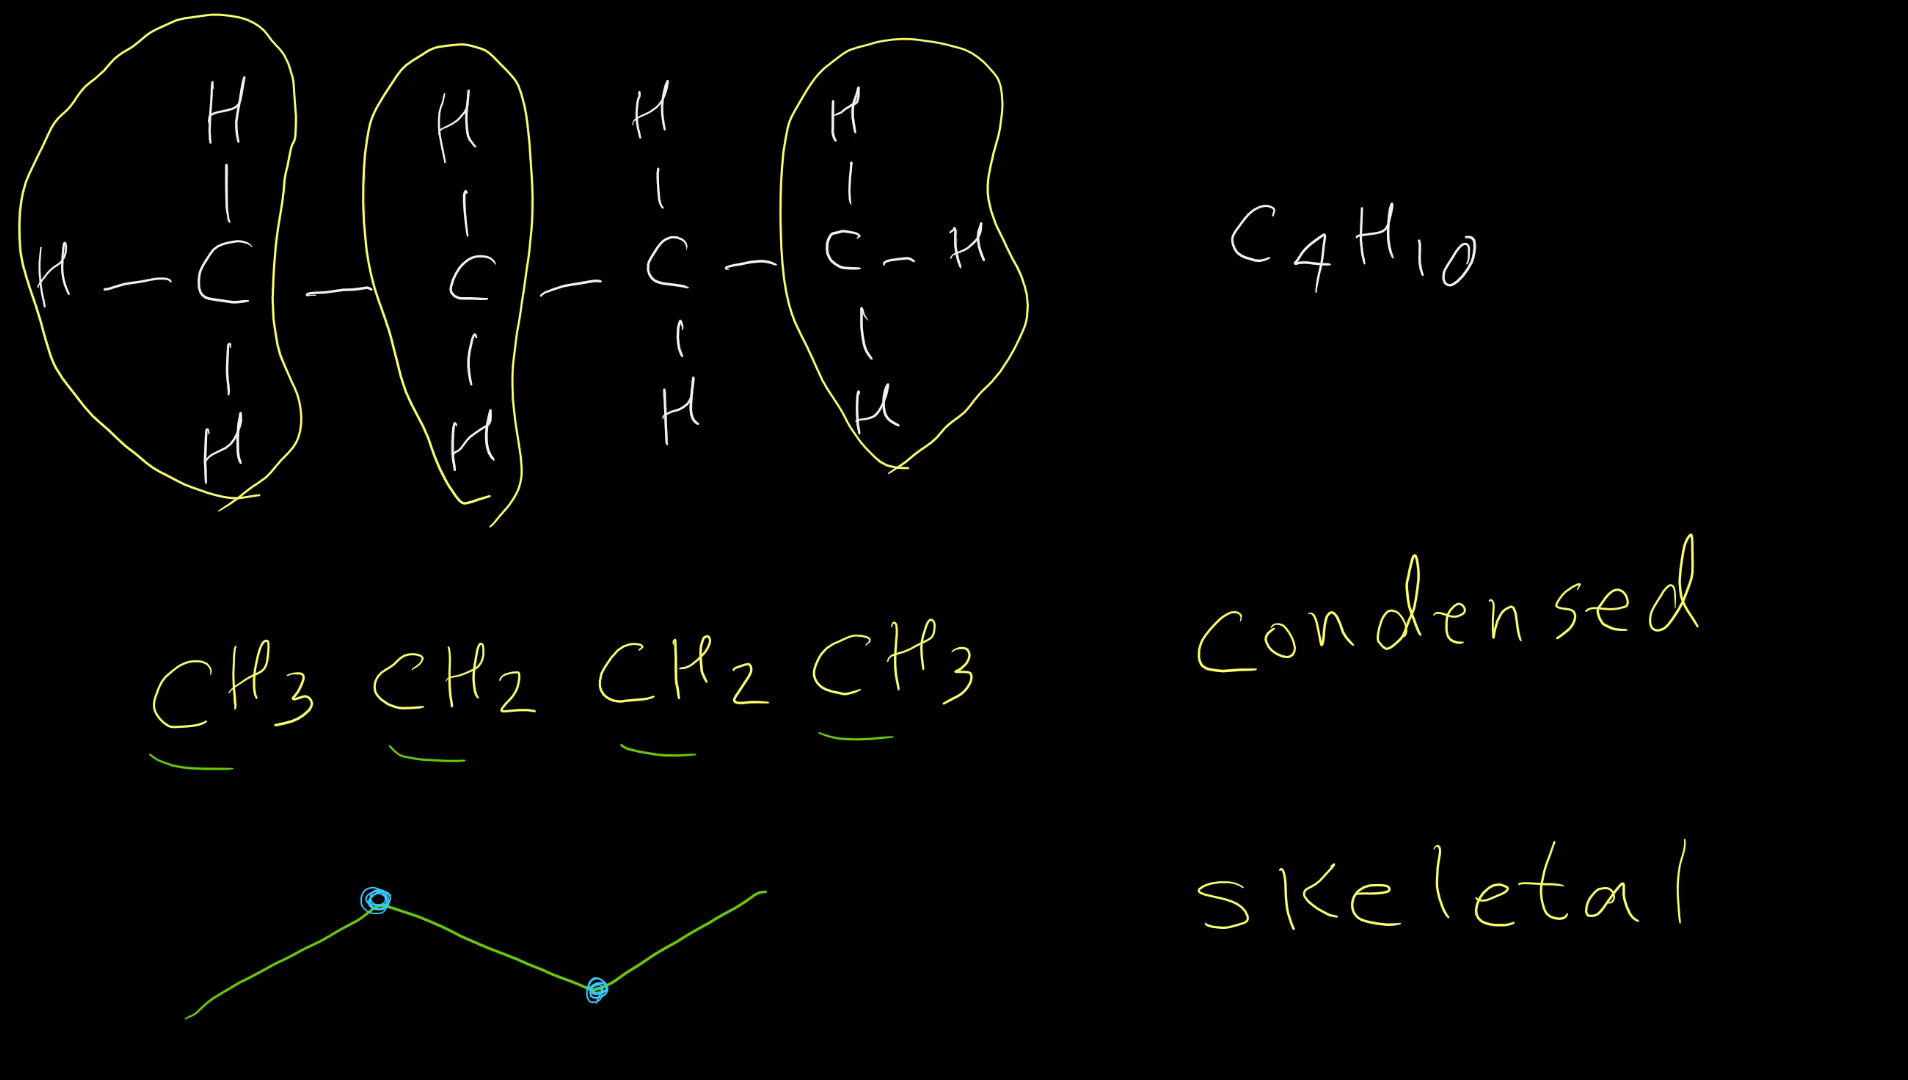 H H H H
H — C — C — C — C - H
H H H H
C4H10
CH3 CH2 CH2 CH3
condensed
skeletal